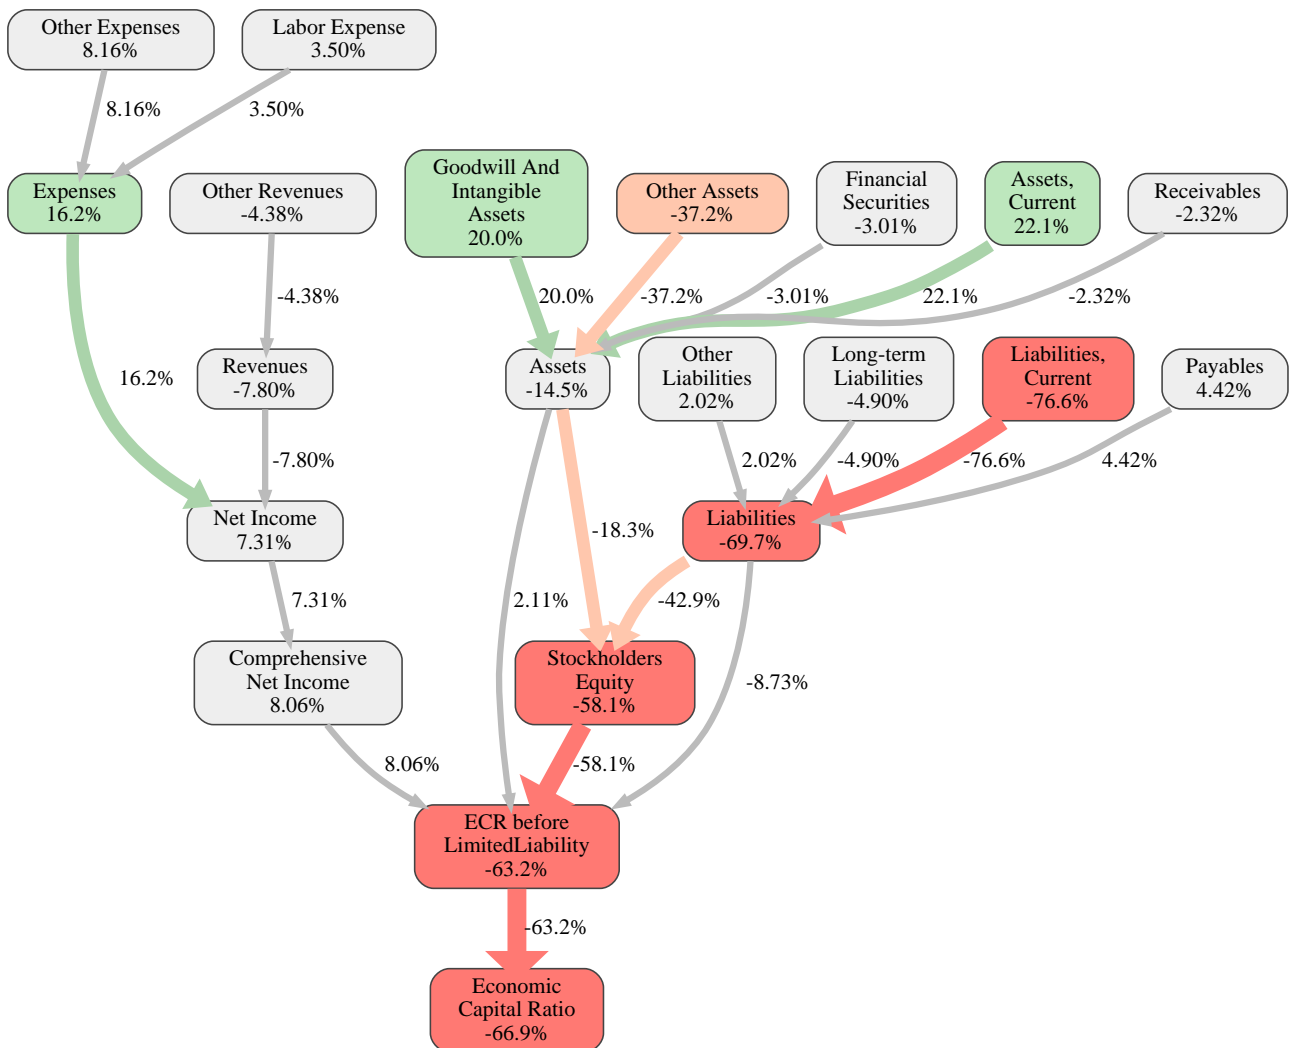 Other Expenses
8.16%
Labor Expense
3.50%
8.16%
3.50%
Expenses
16.2%
Other Revenues
-4.38%
Goodwill And
Intangible
Assets
20.0%
Other Assets
-37.2%
Financial
Securities
-3.01%
Assets,
Current
22.1%
Receivables
-2.32%
-4.38%
20.0%
-37.2%
-3.01%
22.1%
-2.32%
16.2%
Revenues
-7.80%
Assets
-14.5%
Other
Liabilities
2.02%
Long-term
Liabilities
-4.90%
Liabilities,
Current
-76.6%
Payables
4.42%
-7.80%
2.02%
-4.90%
-76.6%
4.42%
Net Income
7.31%
-18.3%
Liabilities
-69.7%
7.31%
2.11%
-42.9%
Comprehensive
Net Income
8.06%
Stockholders
Equity
-58.1%
-8.73%
8.06%
-58.1%
ECR before
LimitedLiability
-63.2%
-63.2%
Economic
Capital Ratio
-66.9%